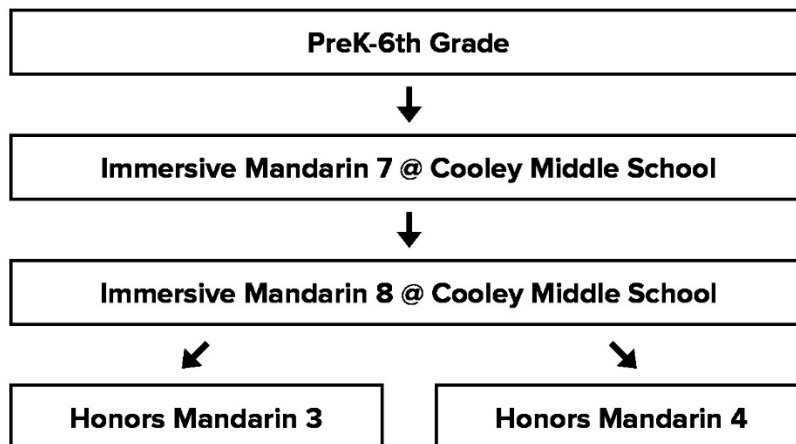 PreK-6th Grade
Immersive Mandarin 7 @ Cooley Middle School
Immersive Mandarin 8 @ Cooley Middle School
Honors Mandarin 3
Honors Mandarin 4